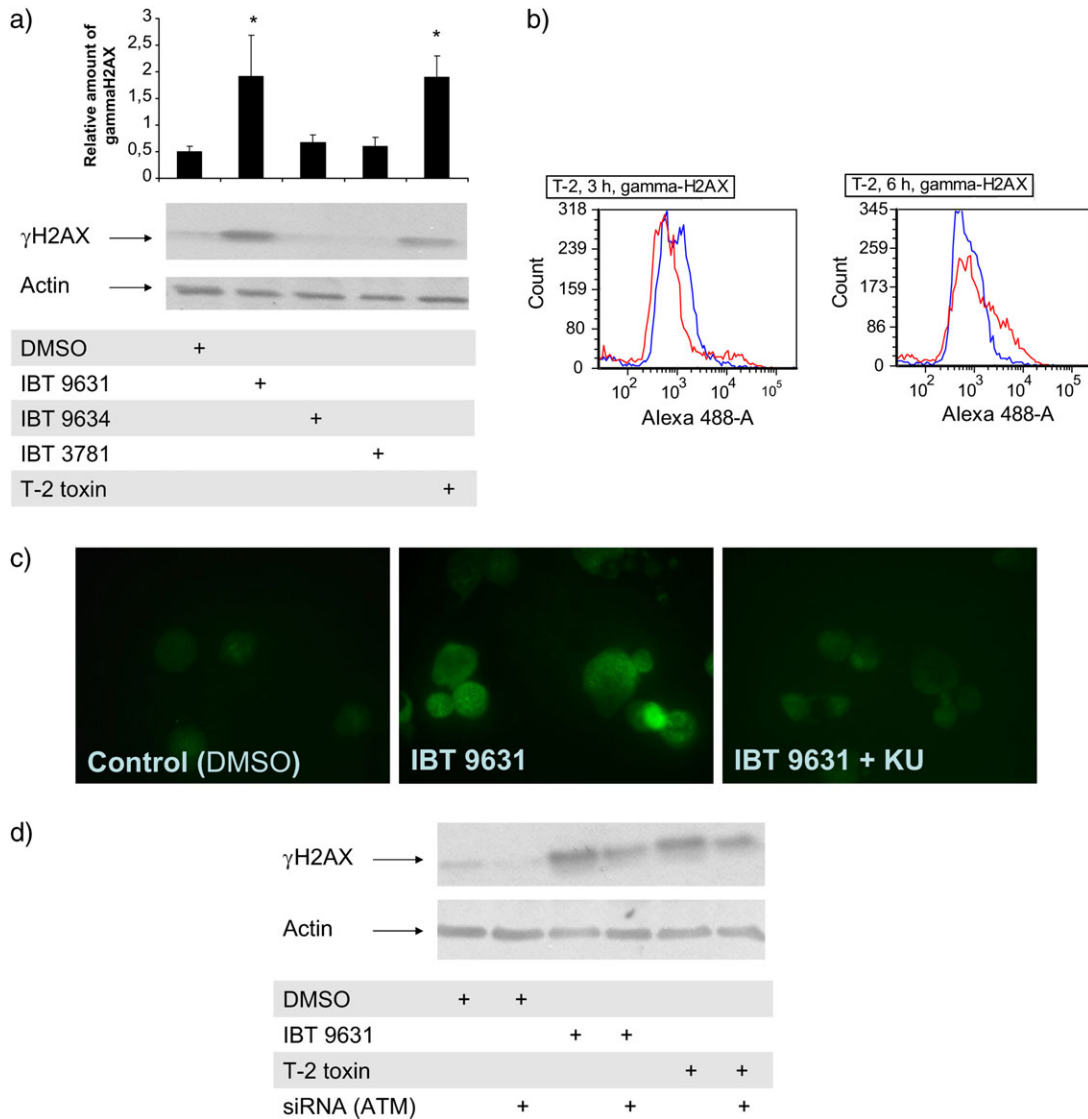 a)
Relative amount of
gammaH2AX
3
2,5
2
1,5
1
0,5
0
*
*
γH2AX
Actin
DMSO +
IBT 9631 +
IBT 9634 +
IBT 3781 +
T-2 toxin +
b)
T-2, 3 h, gamma-H2AX
318
239
159
80
0
Count
10² 10³ 10⁴ 10⁵
Alexa 488-A
T-2, 6 h, gamma-H2AX
345
259
173
86
0
Count
10² 10³ 10⁴ 10⁵
Alexa 488-A
c)
Control (DMSO)
IBT 9631
IBT 9631 + KU
d)
γH2AX
Actin
DMSO + +
IBT 9631 + +
T-2 toxin + +
siRNA (ATM) + + +